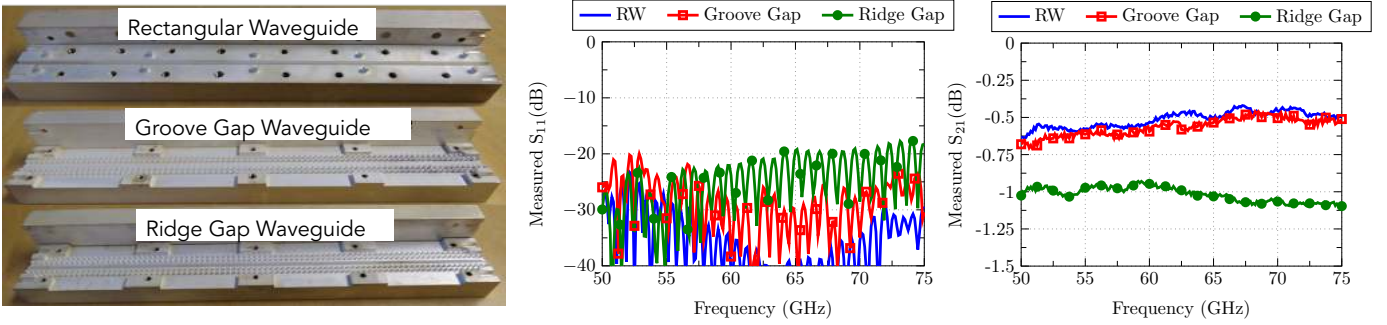 Rectangular Waveguide
Groove Gap Waveguide
Ridge Gap Waveguide
RW Groove Gap Ridge Gap
Measured S11(dB)
0
−10
−20
−30
−40
50 55 60 65 70 75
Frequency (GHz)
RW Groove Gap Ridge Gap
Measured S21(dB)
0
-0.25
-0.5
-0.75
-1
-1.25
-1.5
50 55 60 65 70 75
Frequency (GHz)